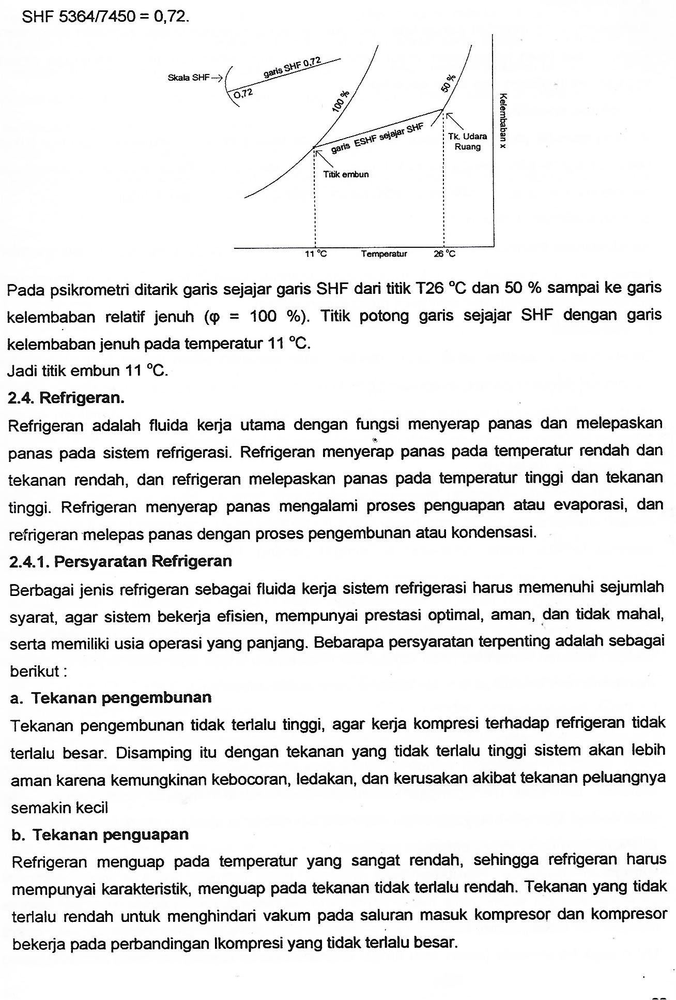 SHF 5364/7450 = 0,72.
Skala SHF
garis SHF 0,72
0,72
100 %
50 %
Kelembaban x
garis ESHF sejajar SHF
Tk. Udara
Ruang
Titik embun
11 °C
Temperatur
26 °C
Pada psikrometri ditarik garis sejajar garis SHF dari titik T26 °C dan 50 % sampai ke garis
kelembaban relatif jenuh (φ = 100 %). Titik potong garis sejajar SHF dengan garis
kelembaban jenuh pada temperatur 11 °C.
Jadi titik embun 11 °C.
2.4. Refrigeran.
Refrigeran adalah fluida kerja utama dengan fungsi menyerap panas dan melepaskan
panas pada sistem refrigerasi. Refrigeran menyerap panas pada temperatur rendah dan
tekanan rendah, dan refrigeran melepaskan panas pada temperatur tinggi dan tekanan
tinggi. Refrigeran menyerap panas mengalami proses penguapan atau evaporasi, dan
refrigeran melepas panas dengan proses pengembunan atau kondensasi.
2.4.1. Persyaratan Refrigeran
Berbagai jenis refrigeran sebagai fluida kerja sistem refrigerasi harus memenuhi sejumlah
syarat, agar sistem bekerja efisien, mempunyai prestasi optimal, aman, dan tidak mahal,
serta memiliki usia operasi yang panjang. Bebarapa persyaratan terpenting adalah sebagai
berikut :
a. Tekanan pengembunan
Tekanan pengembunan tidak terlalu tinggi, agar kerja kompresi terhadap refrigeran tidak
terlalu besar. Disamping itu dengan tekanan yang tidak terlalu tinggi sistem akan lebih
aman karena kemungkinan kebocoran, ledakan, dan kerusakan akibat tekanan peluangnya
semakin kecil
b. Tekanan penguapan
Refrigeran menguap pada temperatur yang sangat rendah, sehingga refrigeran harus
mempunyai karakteristik, menguap pada tekanan tidak terlalu rendah. Tekanan yang tidak
terlalu rendah untuk menghindari vakum pada saluran masuk kompresor dan kompresor
bekerja pada perbandingan lkompresi yang tidak terlalu besar.